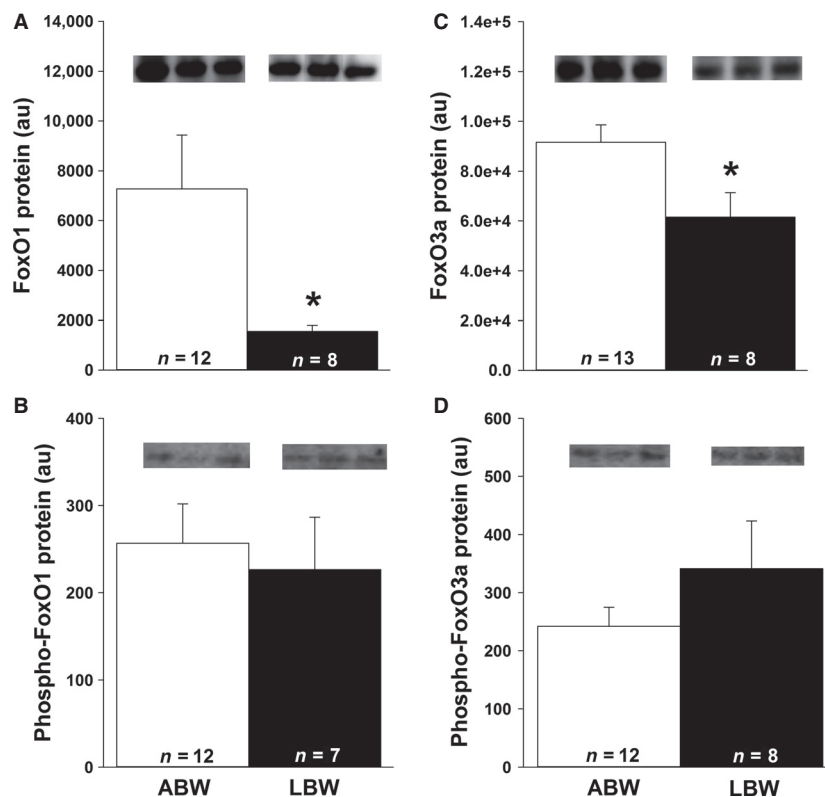 A
FoxO1 protein (au)
14,000
12,000
10,000
8000
6000
4000
2000
0
*
n = 12
n = 8
C
FoxO3a protein (au)
1.4e+5
1.2e+5
1.0e+5
8.0e+4
6.0e+4
4.0e+4
2.0e+4
0.0
*
n = 13
n = 8
B
Phospho-FoxO1 protein (au)
400
300
200
100
0
n = 12
n = 7
ABW
LBW
D
Phospho-FoxO3a protein (au)
600
500
400
300
200
100
0
n = 12
n = 8
ABW
LBW